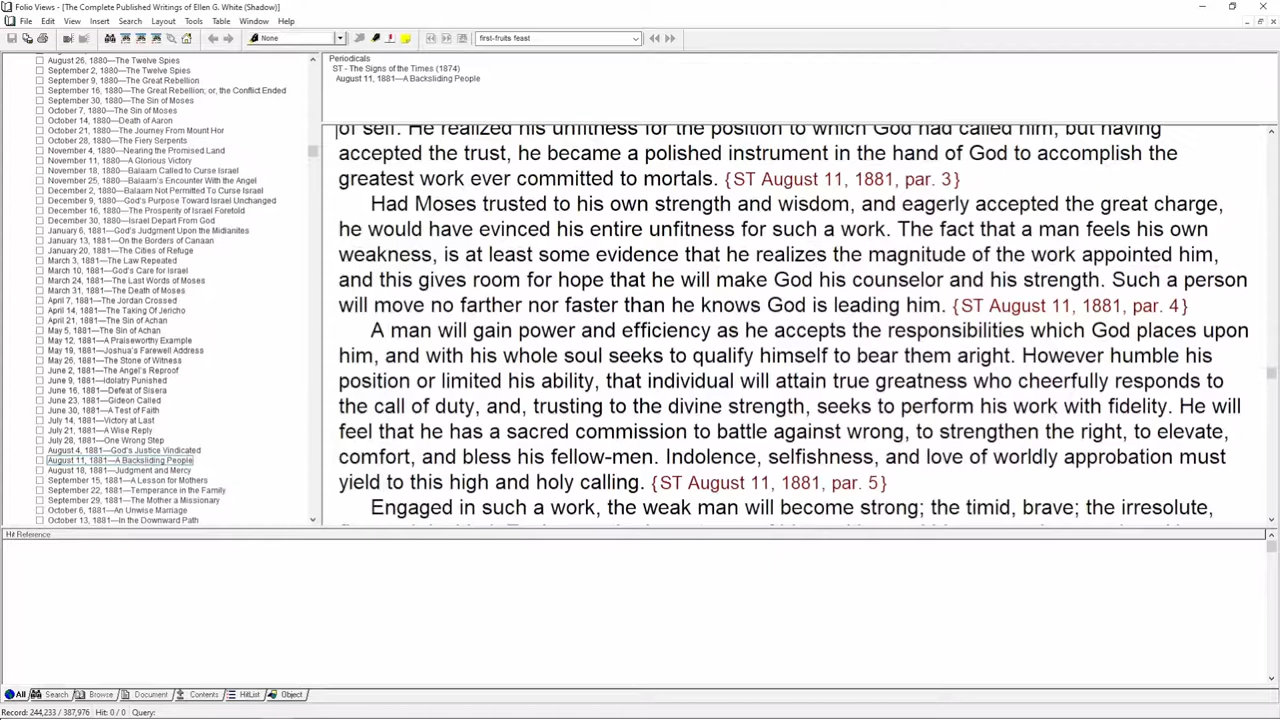 Folio Views - [The Complete Published Writings of Ellen G. White (Shadow)]
File Edit View Insert Search Layout Tools Table Window Help
None
first-fruits feast
August 26, 1880—The Twelve Spies
September 2, 1880—The Twelve Spies
September 9, 1880—The Great Rebellion
September 16, 1880—The Great Rebellion; or, the Conflict Ended
September 30, 1880—The Sin of Moses
October 7, 1880—The Sin of Moses
October 14, 1880—Death of Aaron
October 21, 1880—The Journey From Mount Hor
October 28, 1880—The Fiery Serpents
November 4, 1880—Nearing the Promised Land
November 11, 1880—A Glorious Victory
November 18, 1880—Balaam Called to Curse Israel
November 25, 1880—Balaam's Encounter With the Angel
December 2, 1880—Balaam Not Permitted To Curse Israel
December 9, 1880—God's Purpose Toward Israel Unchanged
December 16, 1880—The Prosperity of Israel Foretold
December 30, 1880—Israel Depart From God
January 6, 1881—God's Judgment Upon the Midianites
January 13, 1881—On the Borders of Canaan
January 20, 1881—The Cities of Refuge
March 3, 1881—The Law Repeated
March 10, 1881—God's Care for Israel
March 24, 1881—The Last Words of Moses
March 31, 1881—The Death of Moses
April 7, 1881—The Jordan Crossed
April 14, 1881—The Taking Of Jericho
April 21, 1881—The Sin of Achan
May 5, 1881—The Sin of Achan
May 12, 1881—A Praiseworthy Example
May 19, 1881—Joshua's Farewell Address
May 26, 1881—The Stone of Witness
June 2, 1881—The Angel's Reproof
June 9, 1881—Idolatry Punished
June 16, 1881—Defeat of Sisera
June 23, 1881—Gideon Called
June 30, 1881—A Test of Faith
July 14, 1881—Victory at Last
July 21, 1881—A Wise Reply
July 28, 1881—One Wrong Step
August 4, 1881—God's Justice Vindicated
August 11, 1881—A Backsliding People
August 18, 1881—Judgment and Mercy
September 15, 1881—A Lesson for Mothers
September 22, 1881—Temperance in the Family
September 29, 1881—The Mother a Missionary
October 6, 1881—An Unwise Marriage
October 13, 1881—In the Downward Path
Periodicals
ST - The Signs of the Times (1874)
August 11, 1881—A Backsliding People
of self. He realized his unfitness for the position to which God had called him, but having
accepted the trust, he became a polished instrument in the hand of God to accomplish the
greatest work ever committed to mortals. {ST August 11, 1881, par. 3}
Had Moses trusted to his own strength and wisdom, and eagerly accepted the great charge,
he would have evinced his entire unfitness for such a work. The fact that a man feels his own
weakness, is at least some evidence that he realizes the magnitude of the work appointed him,
and this gives room for hope that he will make God his counselor and his strength. Such a person
will move no farther nor faster than he knows God is leading him. {ST August 11, 1881, par. 4}
A man will gain power and efficiency as he accepts the responsibilities which God places upon
him, and with his whole soul seeks to qualify himself to bear them aright. However humble his
position or limited his ability, that individual will attain true greatness who cheerfully responds to
the call of duty, and, trusting to the divine strength, seeks to perform his work with fidelity. He will
feel that he has a sacred commission to battle against wrong, to strengthen the right, to elevate,
comfort, and bless his fellow-men. Indolence, selfishness, and love of worldly approbation must
yield to this high and holy calling. {ST August 11, 1881, par. 5}
Engaged in such a work, the weak man will become strong; the timid, brave; the irresolute,
Hit Reference
All Search Browse Document Contents HitList Object
Record: 244,233 / 387,976 Hit: 0 / 0 Query: